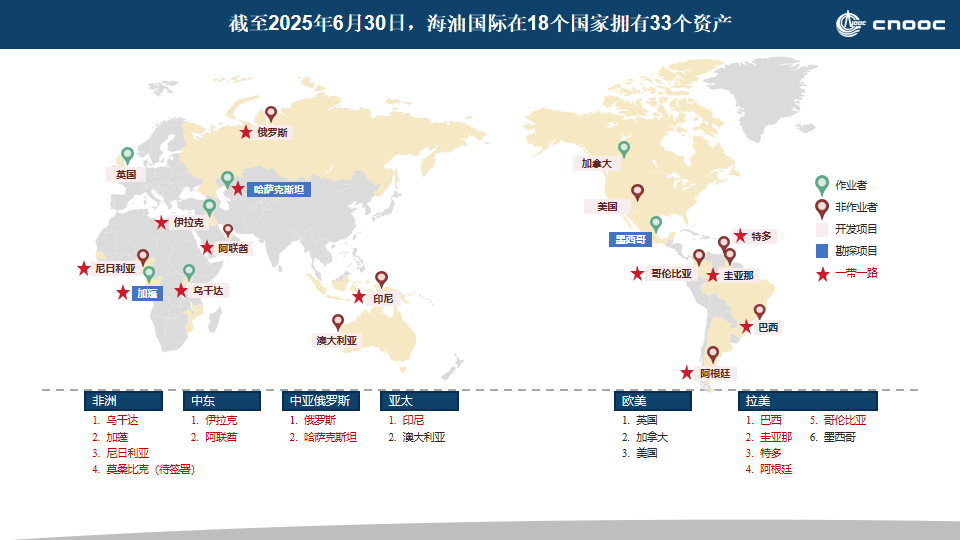 截至2025年6月30日，海油国际在18个国家拥有33个资产
CNOOC
俄罗斯
英国
哈萨克斯坦
伊拉克
阿联酋
尼日利亚
加蓬
乌干达
印尼
澳大利亚
加拿大
美国
墨西哥
特多
哥伦比亚
圭亚那
巴西
阿根廷
作业者
非作业者
开发项目
勘探项目
一带一路
非洲
1. 乌干达
2. 加蓬
3. 尼日利亚
4. 莫桑比克（待签署）
中东
1. 伊拉克
2. 阿联酋
中亚俄罗斯
1. 俄罗斯
2. 哈萨克斯坦
亚太
1. 印尼
2. 澳大利亚
欧美
1. 英国
2. 加拿大
3. 美国
拉美
1. 巴西
2. 圭亚那
3. 特多
4. 阿根廷
5. 哥伦比亚
6. 墨西哥